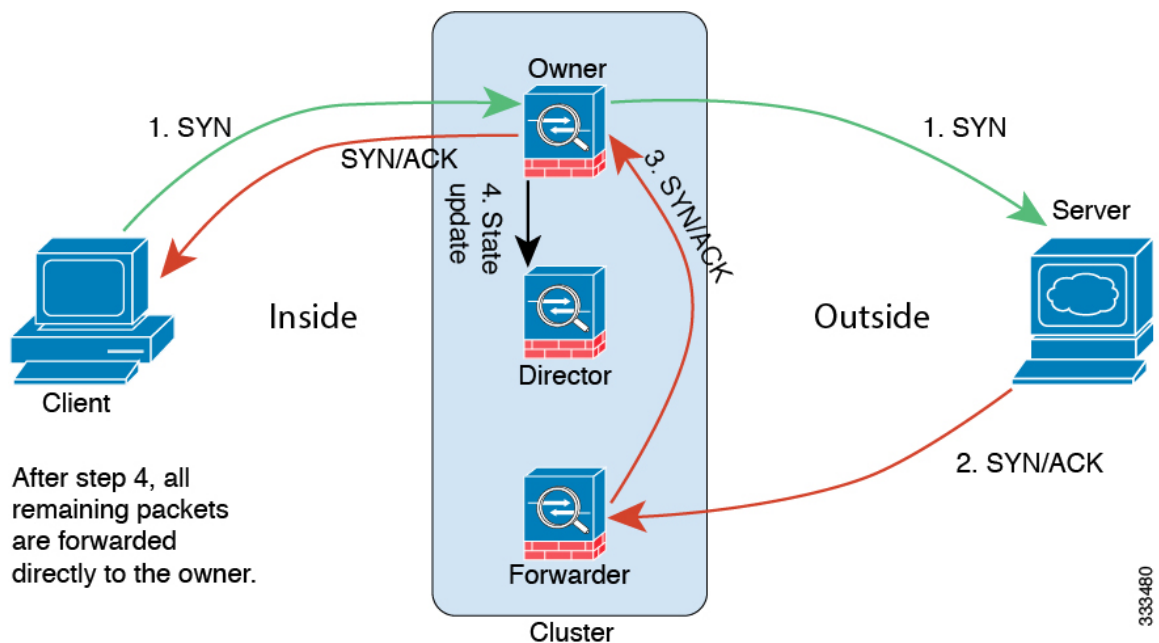 Owner
1. SYN
1. SYN
SYN/ACK
3. SYN/ACK
4. State
update
Server
Inside
Outside
Director
Client
2. SYN/ACK
After step 4, all
remaining packets
are forwarded
directly to the owner.
Forwarder
Cluster
333480